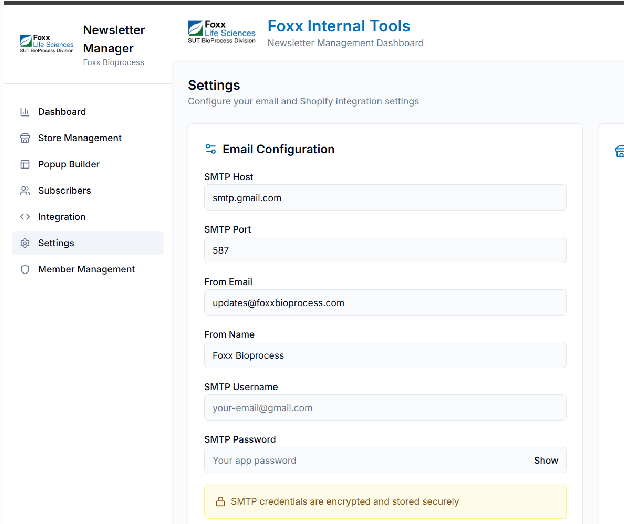 Foxx
Life Sciences
SUT BioProcess Division
Newsletter
Manager
Foxx Bioprocess
Dashboard
Store Management
Popup Builder
Subscribers
Integration
Settings
Member Management
Foxx
Life Sciences
SUT BioProcess Division
Foxx Internal Tools
Newsletter Management Dashboard
Settings
Configure your email and Shopify integration settings
Email Configuration
SMTP Host
smtp.gmail.com
SMTP Port
587
From Email
updates@foxxbioprocess.com
From Name
Foxx Bioprocess
SMTP Username
your-email@gmail.com
SMTP Password
Your app password
Show
SMTP credentials are encrypted and stored securely